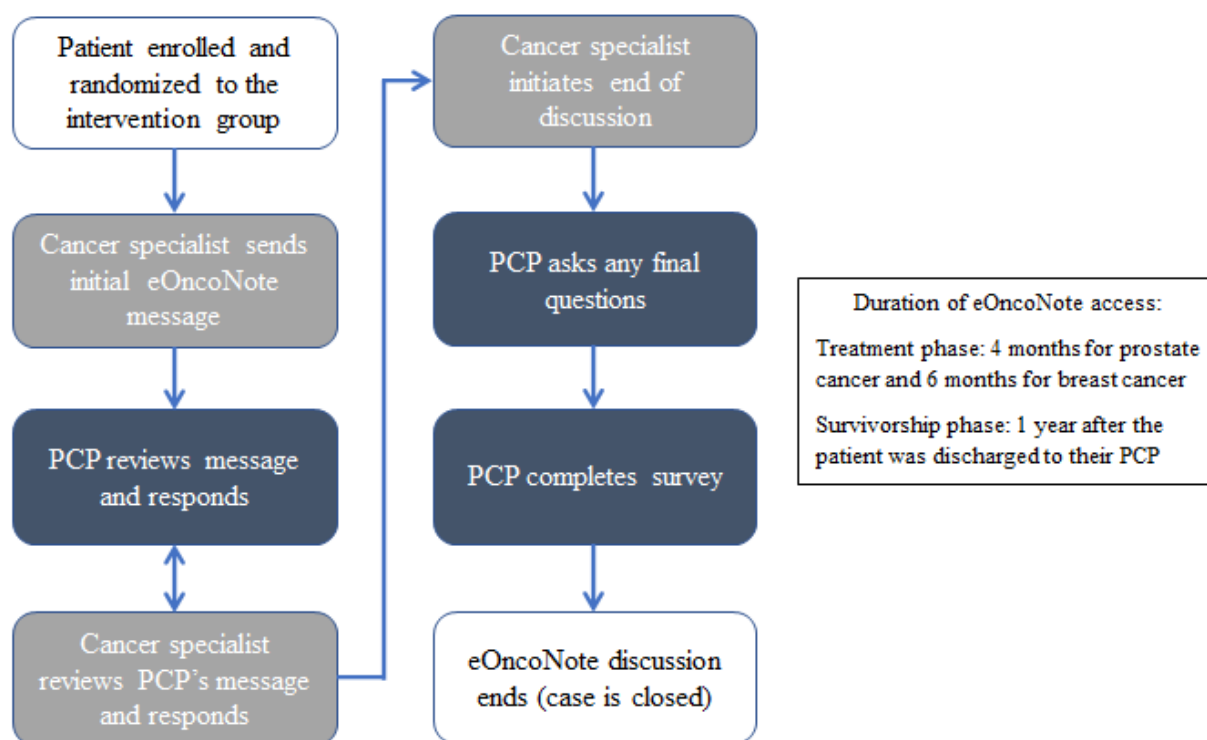 Patient enrolled and
randomized to the
intervention group
Cancer specialist sends
initial eOncoNote
message
PCP reviews message
and responds
Cancer specialist
reviews PCP’s message
and responds
Cancer specialist
initiates end of
discussion
PCP asks any final
questions
PCP completes survey
eOncoNote discussion
ends (case is closed)
Duration of eOncoNote access:
Treatment phase: 4 months for prostate
cancer and 6 months for breast cancer
Survivorship phase: 1 year after the
patient was discharged to their PCP